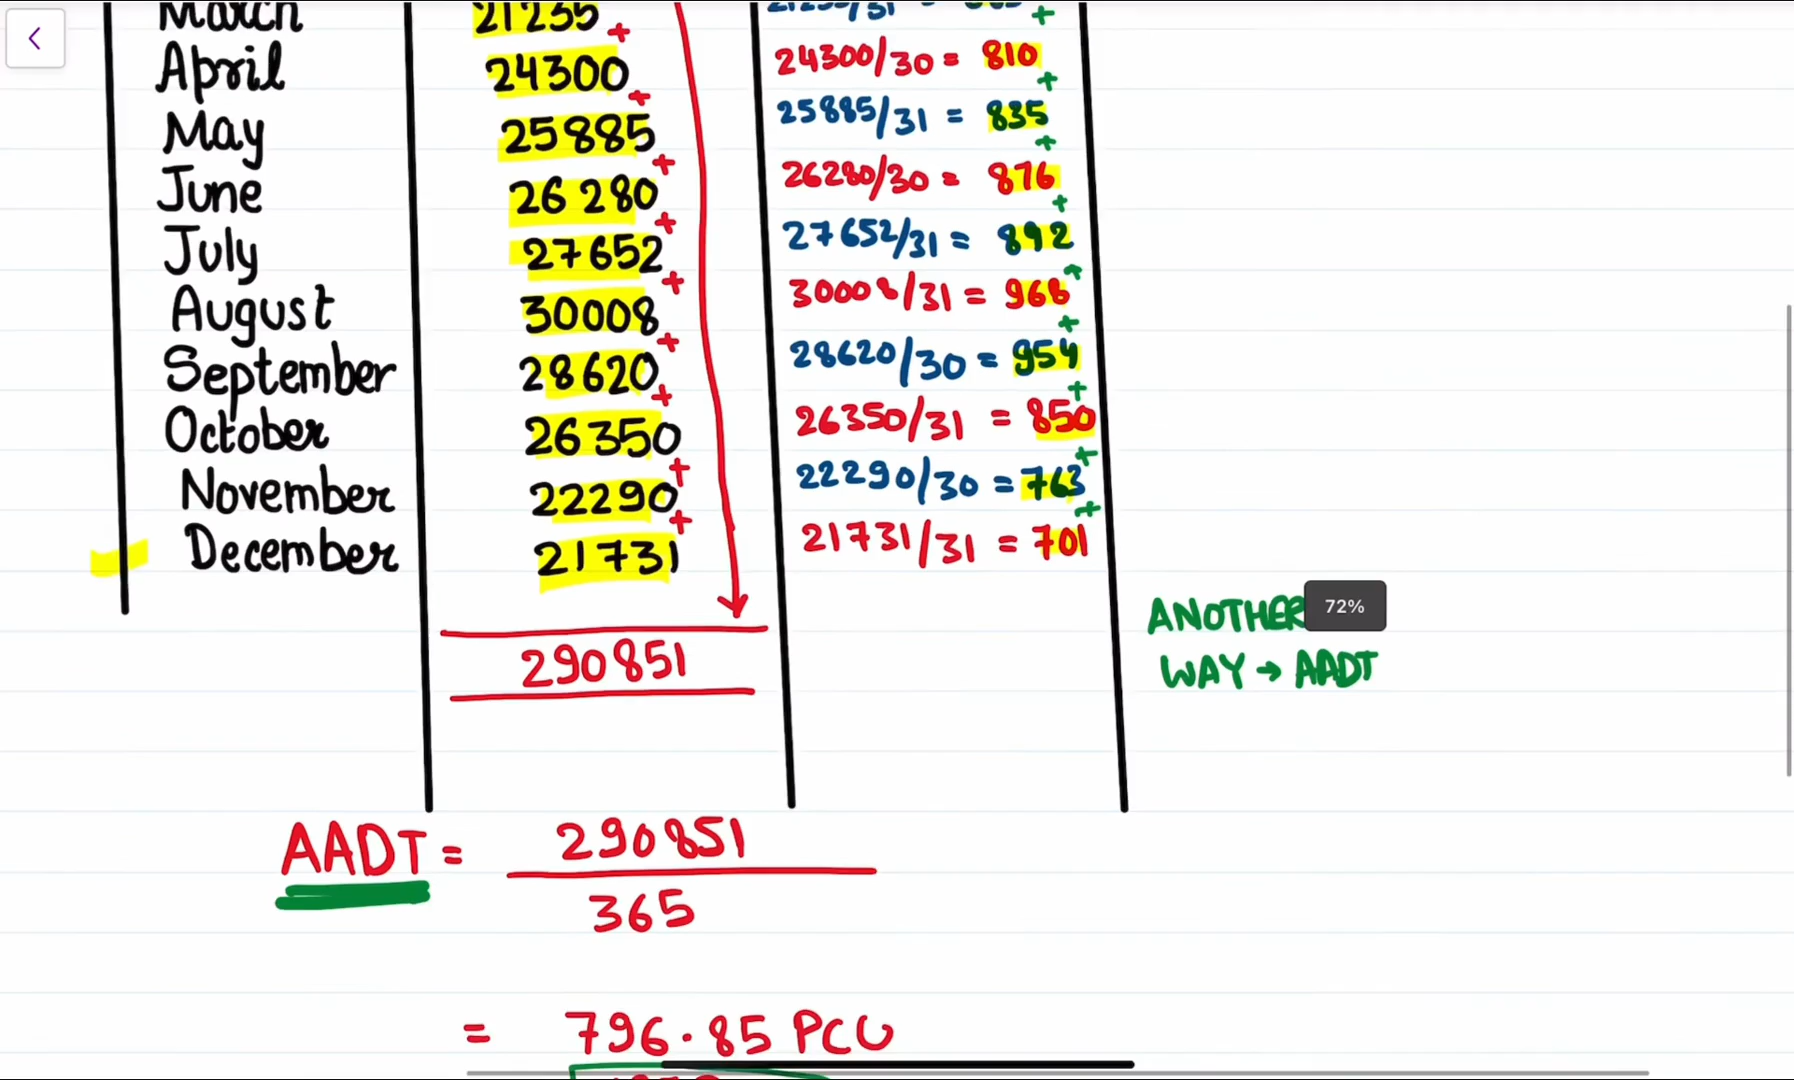 March 21235
+
April 24300 24300/30 = 810
+ +
May 25885 25885/31 = 835
+ +
June 26280 26280/30 = 876
+ +
July 27652 27652/31 = 892
+ +
August 30008 30008/31 = 968
+ +
September 28620 28620/30 = 954
+ +
October 26350 26350/31 = 850
+ +
November 22290 22290/30 = 763
+ +
December 21731 21731/31 = 701
290851
ANOTHER 72%
WAY → AADT
AADT = 290851
365
= 796.85 PCU